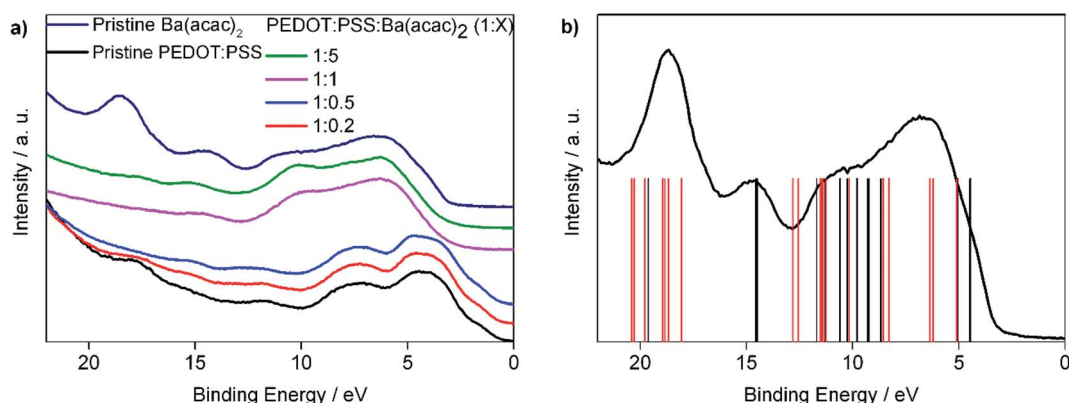 a)
Pristine Ba(acac)2
Pristine PEDOT:PSS
PEDOT:PSS:Ba(acac)2 (1:X)
1:5
1:1
1:0.5
1:0.2
Intensity / a. u.
20
15
10
5
0
Binding Energy / eV
b)
Intensity / a. u.
20
15
10
5
0
Binding Energy / eV